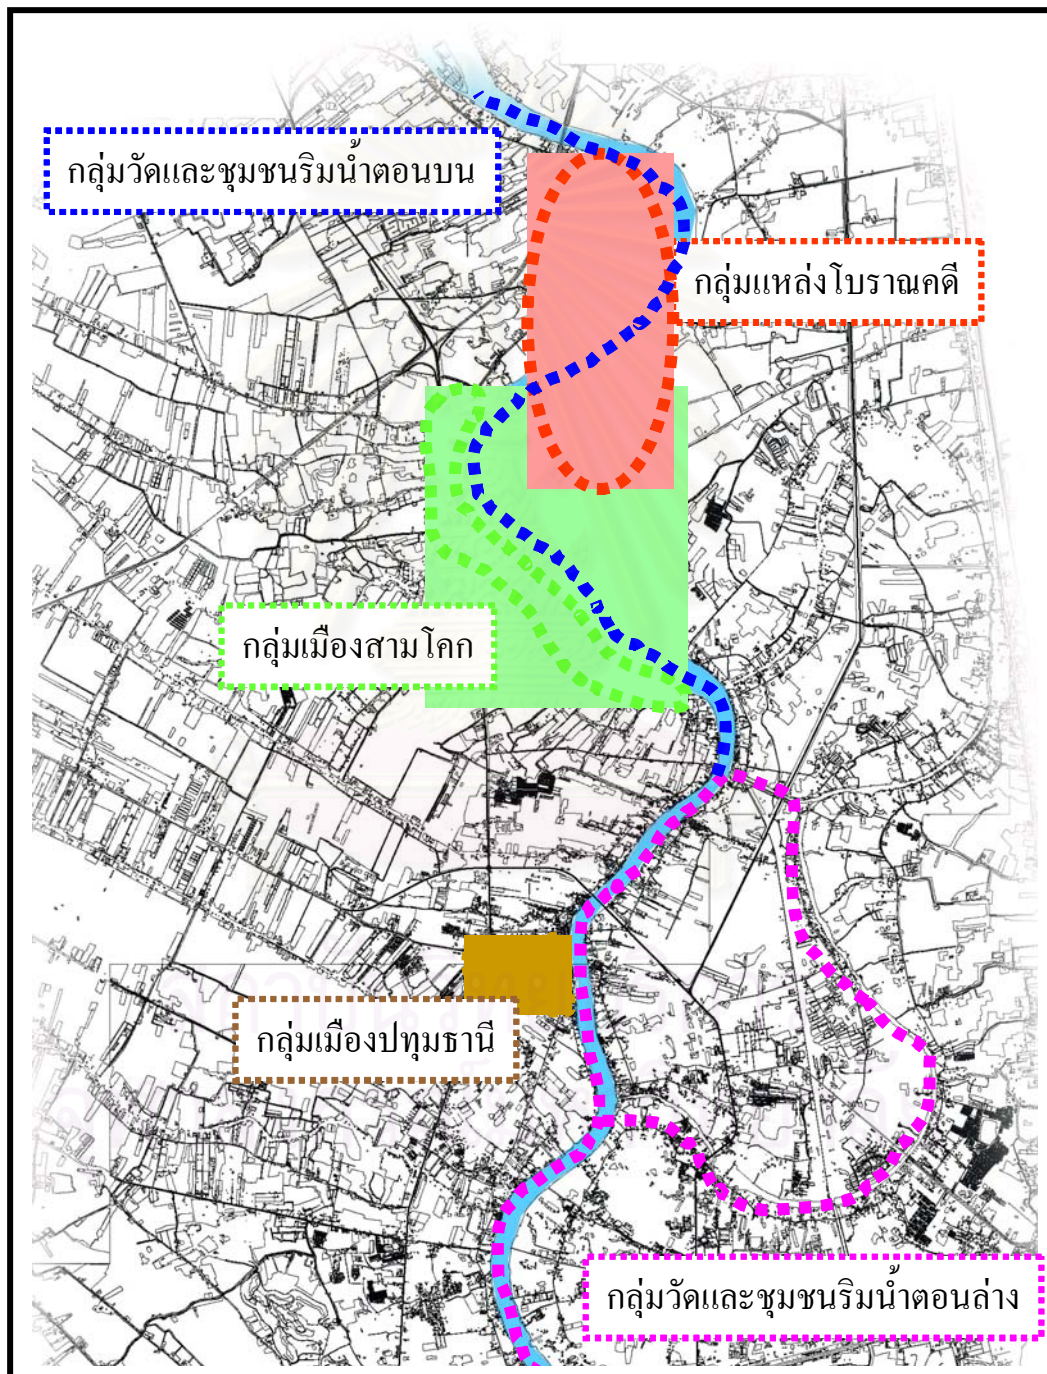 กลุ่มวัดและชุมชนริมน้ำตอนบน
กลุ่มแหล่งโบราณคดี
กลุ่มเมืองสามโคก
กลุ่มเมืองปทุมธานี
กลุ่มวัดและชุมชนริมน้ำตอนล่าง